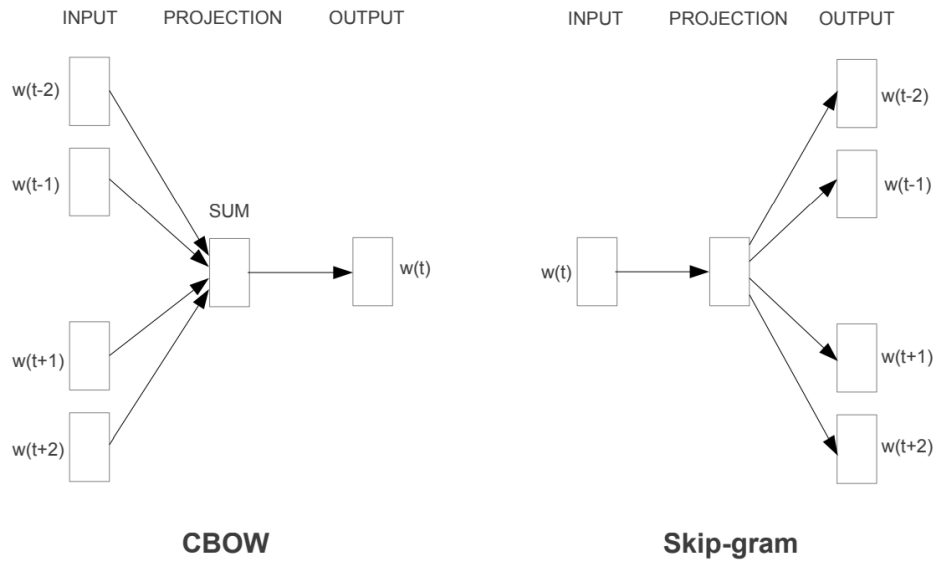 INPUT PROJECTION OUTPUT
w(t-2)
w(t-1)
SUM
w(t)
w(t+1)
w(t+2)
CBOW
INPUT PROJECTION OUTPUT
w(t-2)
w(t-1)
w(t)
w(t+1)
w(t+2)
Skip-gram